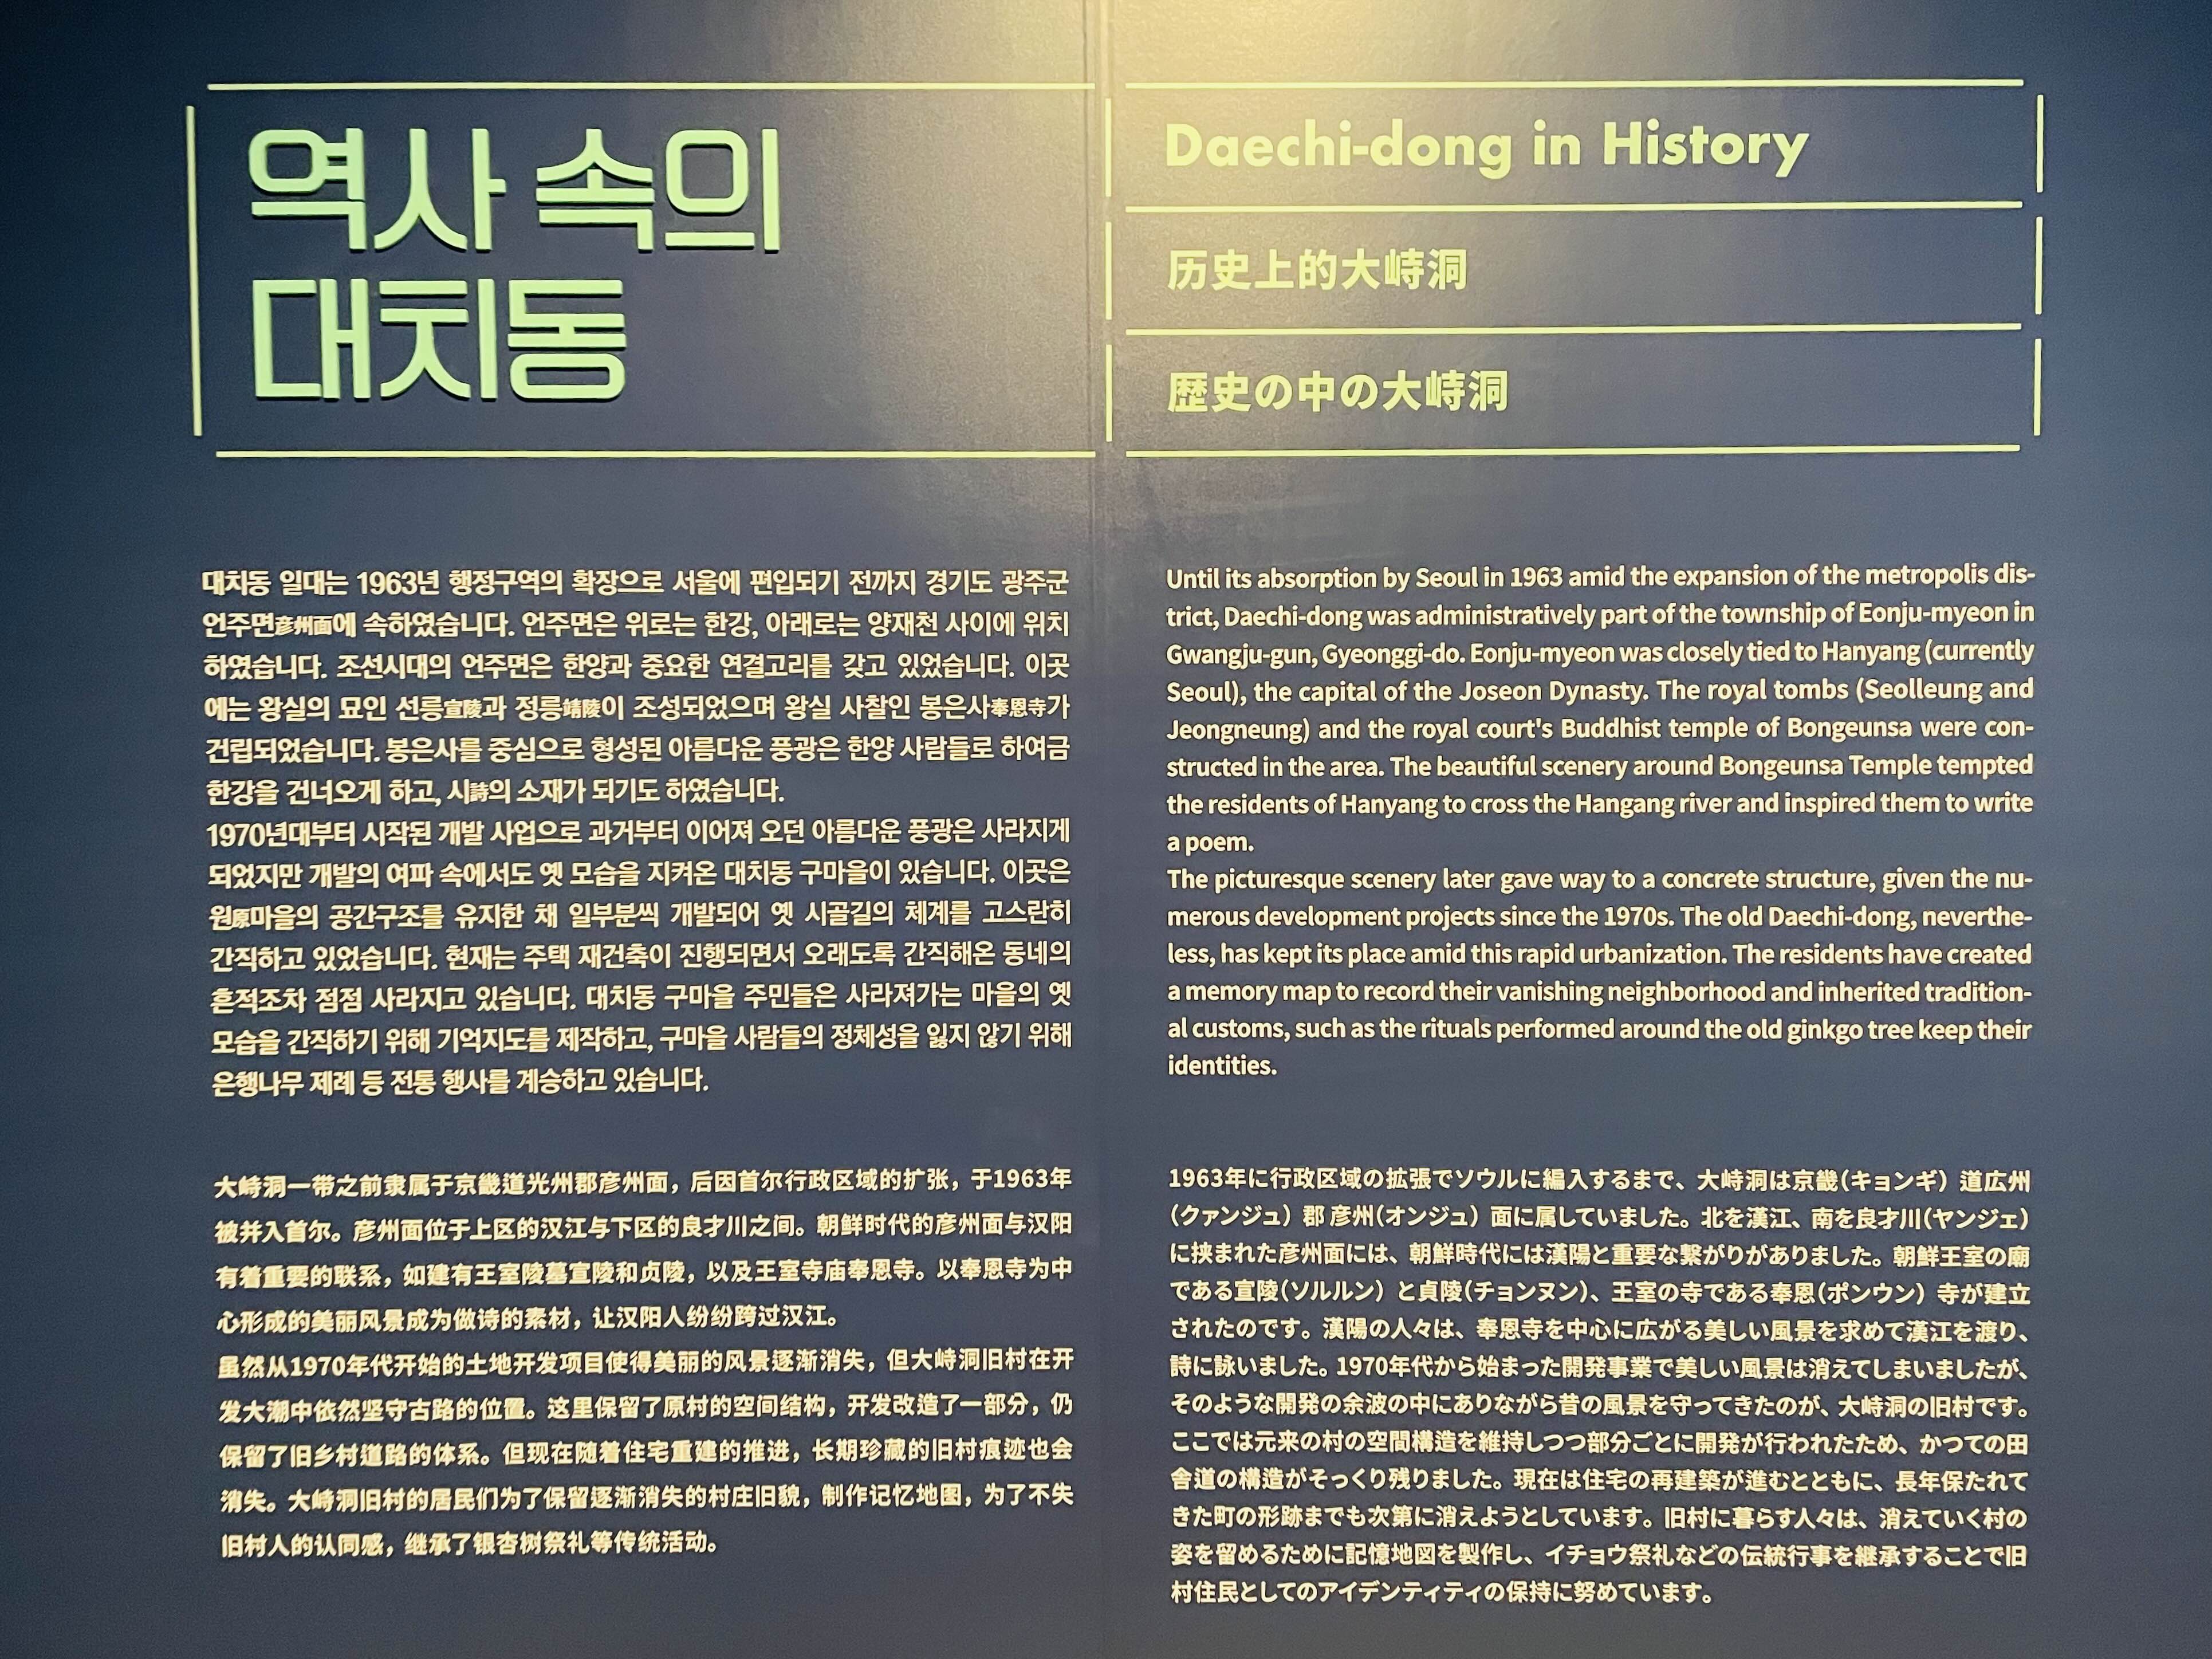 역사 속의
대치동
Daechi-dong in History
历史上的大峙洞
歴史の中の大峙洞
대치동 일대는 1963년 행정구역의 확장으로 서울에 편입되기 전까지 경기도 광주군
언주면彦州面에 속하였습니다. 언주면은 위로는 한강, 아래로는 양재천 사이에 위치
하였습니다. 조선시대의 언주면은 한양과 중요한 연결고리를 갖고 있었습니다. 이곳
에는 왕실의 묘인 선릉宣陵과 정릉靖陵이 조성되었으며 왕실 사찰인 봉은사奉恩寺가
건립되었습니다. 봉은사를 중심으로 형성된 아름다운 풍광은 한양 사람들로 하여금
한강을 건너오게 하고, 시詩의 소재가 되기도 하였습니다.
1970년대부터 시작된 개발 사업으로 과거부터 이어져 오던 아름다운 풍광은 사라지게
되었지만 개발의 여파 속에서도 옛 모습을 지켜온 대치동 구마을이 있습니다. 이곳은
원原마을의 공간구조를 유지한 채 일부분씩 개발되어 옛 시골길의 체계를 고스란히
간직하고 있었습니다. 현재는 주택 재건축이 진행되면서 오래도록 간직해온 동네의
흔적조차 점점 사라지고 있습니다. 대치동 구마을 주민들은 사라져가는 마을의 옛
모습을 간직하기 위해 기억지도를 제작하고, 구마을 사람들의 정체성을 잃지 않기 위해
은행나무 제례 등 전통 행사를 계승하고 있습니다.
Until its absorption by Seoul in 1963 amid the expansion of the metropolis dis-
trict, Daechi-dong was administratively part of the township of Eonju-myeon in
Gwangju-gun, Gyeonggi-do. Eonju-myeon was closely tied to Hanyang (currently
Seoul), the capital of the Joseon Dynasty. The royal tombs (Seolleung and
Jeongneung) and the royal court's Buddhist temple of Bongeunsa were con-
structed in the area. The beautiful scenery around Bongeunsa Temple tempted
the residents of Hanyang to cross the Hangang river and inspired them to write
a poem.
The picturesque scenery later gave way to a concrete structure, given the nu-
merous development projects since the 1970s. The old Daechi-dong, neverthe-
less, has kept its place amid this rapid urbanization. The residents have created
a memory map to record their vanishing neighborhood and inherited tradition-
al customs, such as the rituals performed around the old ginkgo tree keep their
identities.
大峙洞一带之前隶属于京畿道光州郡彦州面，后因首尔行政区域的扩张，于1963年
被并入首尔。彦州面位于上区的汉江与下区的良才川之间。朝鲜时代的彦州面与汉阳
有着重要的联系，如建有王室陵墓宣陵和贞陵，以及王室寺庙奉恩寺。以奉恩寺为中
心形成的美丽风景成为做诗的素材，让汉阳人纷纷跨过汉江。
虽然从1970年代开始的土地开发项目使得美丽的风景逐渐消失，但大峙洞旧村在开
发大潮中依然坚守古路的位置。这里保留了原村的空间结构，开发改造了一部分，仍
保留了旧乡村道路的体系。但现在随着住宅重建的推进，长期珍藏的旧村痕迹也会
消失。大峙洞旧村的居民们为了保留逐渐消失的村庄旧貌，制作记忆地图，为了不失
旧村人的认同感，继承了银杏树祭礼等传统活动。
1963年に行政区域の拡張でソウルに編入するまで、大峙洞は京畿（キョンギ）道広州
（クァンジュ）郡 彦州（オンジュ）面に属していました。北を漢江、南を良才川（ヤンジェ）
に挟まれた彦州面には、朝鮮時代には漢陽と重要な繋がりがありました。朝鮮王室の廟
である宣陵（ソルルン）と貞陵（チョンヌン）、王室の寺である奉恩（ポンウン）寺が建立
されたのです。漢陽の人々は、奉恩寺を中心に広がる美しい風景を求めて漢江を渡り、
詩に詠いました。1970年代から始まった開発事業で美しい風景は消えてしまいましたが、
そのような開発の余波の中にありながら昔の風景を守ってきたのが、大峙洞の旧村です。
ここでは元来の村の空間構造を維持しつつ部分ごとに開発が行われたため、かつての田
舎道の構造がそっくり残りました。現在は住宅の再建築が進むとともに、長年保たれて
きた町の形跡までも次第に消えようとしています。旧村に暮らす人々は、消えていく村の
姿を留めるために記憶地図を製作し、イチョウ祭礼などの伝統行事を継承することで旧
村住民としてのアイデンティティの保持に努めています。